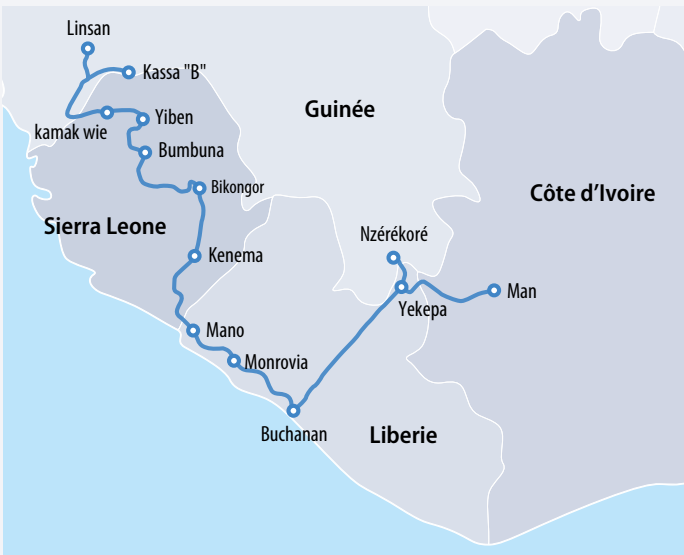 Linsan
Kassa "B"
Guinée
kamak wie
Yiben
Bumbuna
Bikongor
Côte d'Ivoire
Sierra Leone
Nzérékoré
Kenema
Man
Yekepa
Mano
Monrovia
Buchanan
Liberie